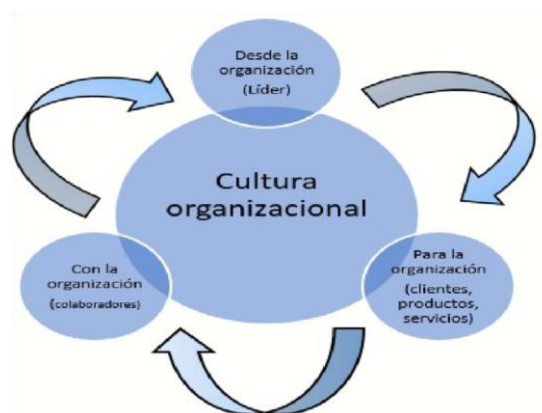 Desde la
organización
(Líder)
Cultura
organizacional
Con la
organización
(colaboradores)
Para la
organización
(clientes,
productos,
servicios)